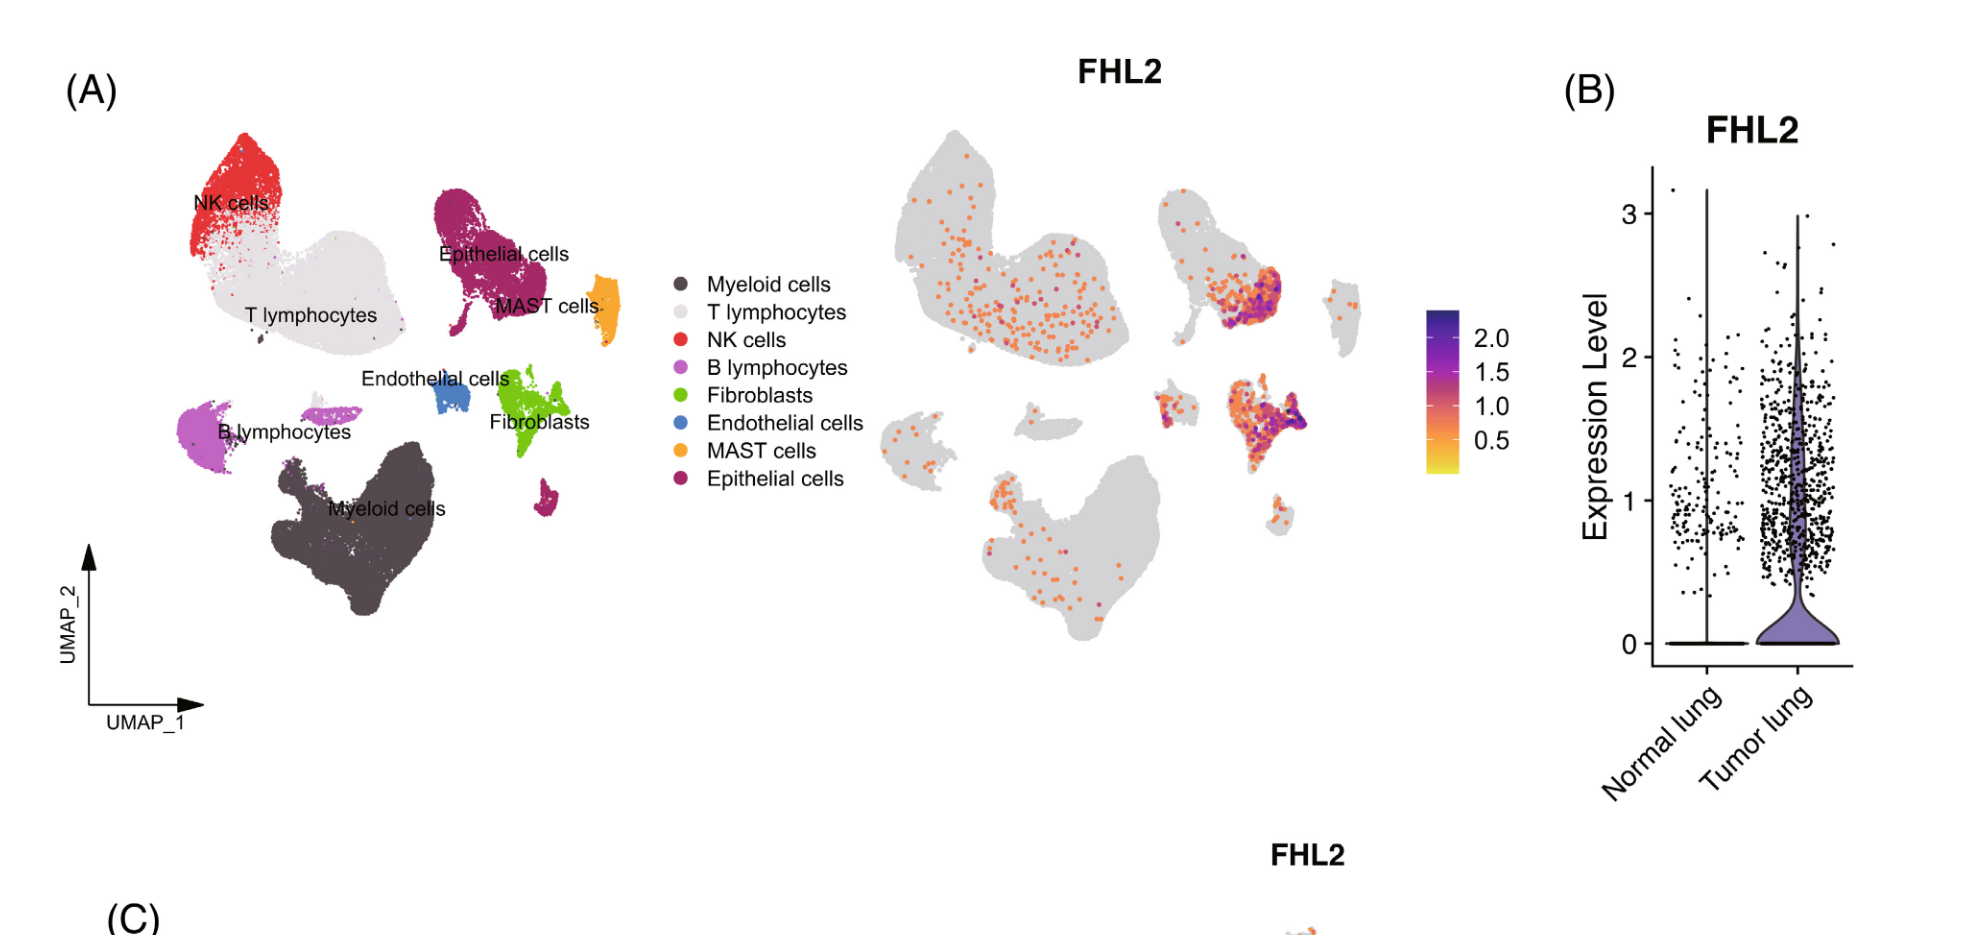 (A)
FHL2
(B)
FHL2
NK cells
Epithelial cells
MAST cells
T lymphocytes
Endothelial cells
Fibroblasts
B lymphocytes
Myeloid cells
UMAP_2
UMAP_1
Myeloid cells
T lymphocytes
NK cells
B lymphocytes
Fibroblasts
Endothelial cells
MAST cells
Epithelial cells
2.0
1.5
1.0
0.5
Expression Level
3
2
1
0
Normal lung
Tumor lung
FHL2
(C)